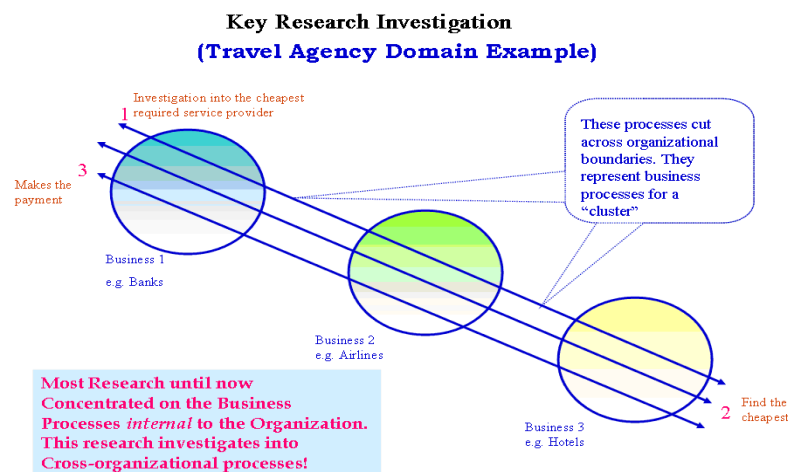 Key Research Investigation
(Travel Agency Domain Example)
Investigation into the cheapest
required service provider
1
3
Makes the
payment
These processes cut
across organizational
boundaries. They
represent business
processes for a
“cluster”
Business 1
e.g. Banks
Business 2
e.g. Airlines
Business 3
e.g. Hotels
2
Find the
cheapest
Most Research until now
Concentrated on the Business
Processes internal to the Organization.
This research investigates into
Cross-organizational processes!